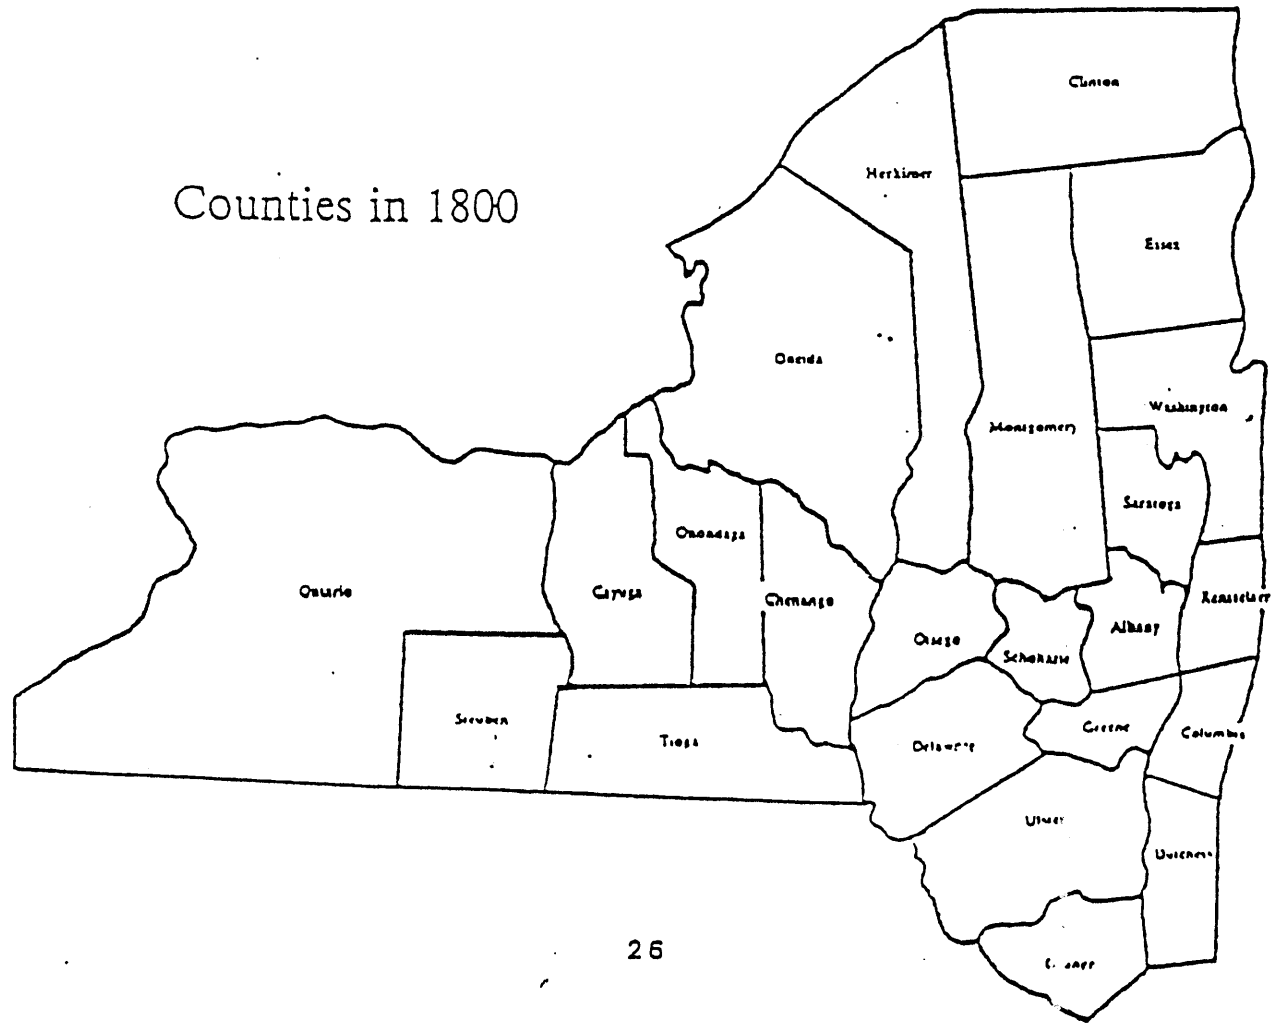 Clinton
Herkimer
Counties in 1800
Essex
Oneida
Washington
Montgomery
Saratoga
Onondaga
Ontario
Cayuga
Chenango
Rensselaer
Albany
Otsego
Schoharie
Steuben
Tioga
Delaware
Greene
Columbia
Ulster
Dutchess
26